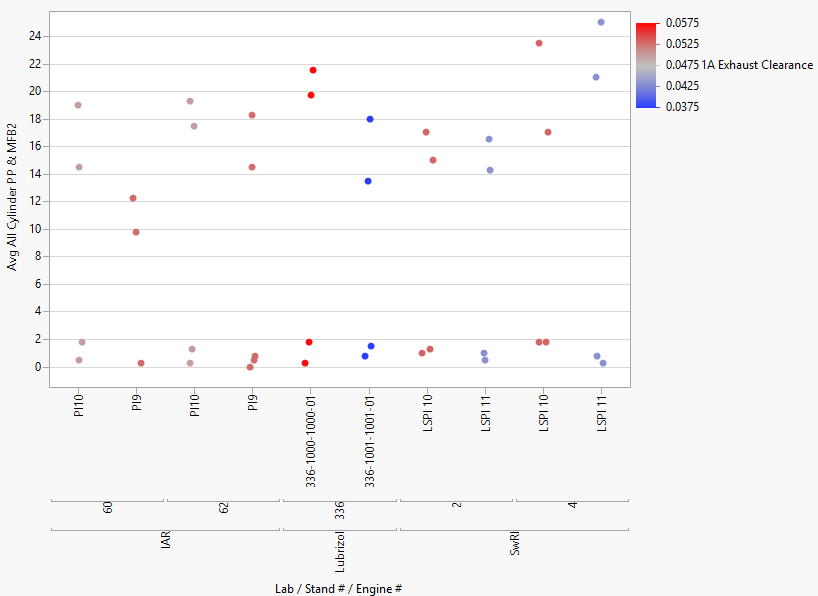 0.0575
0.0525
0.0475 1A Exhaust Clearance
0.0425
0.0375
Avg All Cylinder PP & MFB2
24
22
20
18
16
14
12
10
8
6
4
2
0
PI10
PI9
PI10
PI9
336-1000-1000-01
336-1001-1001-01
LSPI 10
LSPI 11
LSPI 10
LSPI 11
60
62
336
2
4
IAR
Lubrizol
SwRI
Lab / Stand # / Engine #